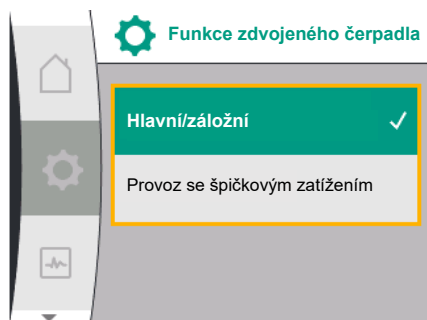 Funkce zdvojeného čerpadla
Hlavní/záložní
Provoz se špičkovým zatížením